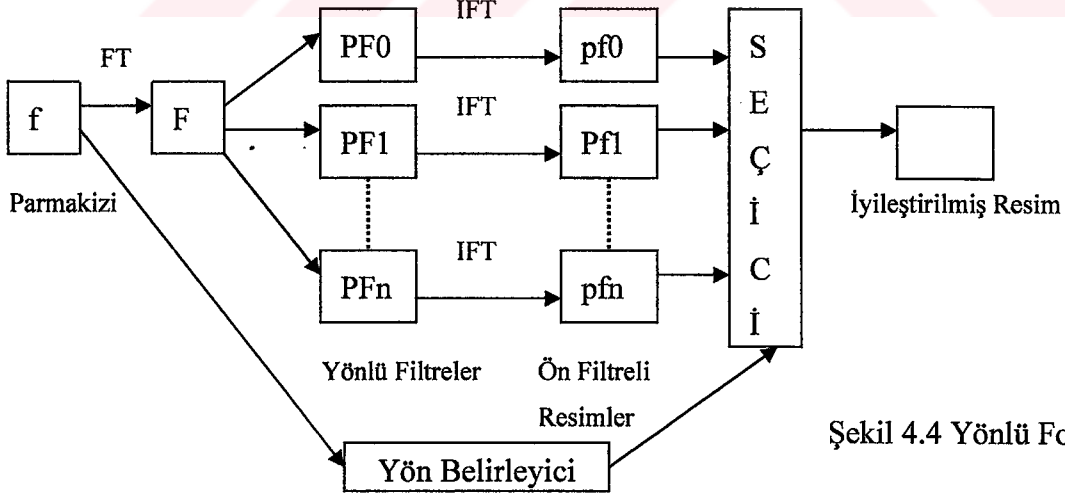 IFT
FT
f
F
PF0
pf0
IFT
PF1
Pf1
Parmakizi
IFT
PFn
pfn
S
E
Ç
İ
C
İ
İyileştirilmiş Resim
Yönlü Filtreler
Ön Filtreli
Resimler
Yön Belirleyici
Şekil 4.4 Yönlü Fo